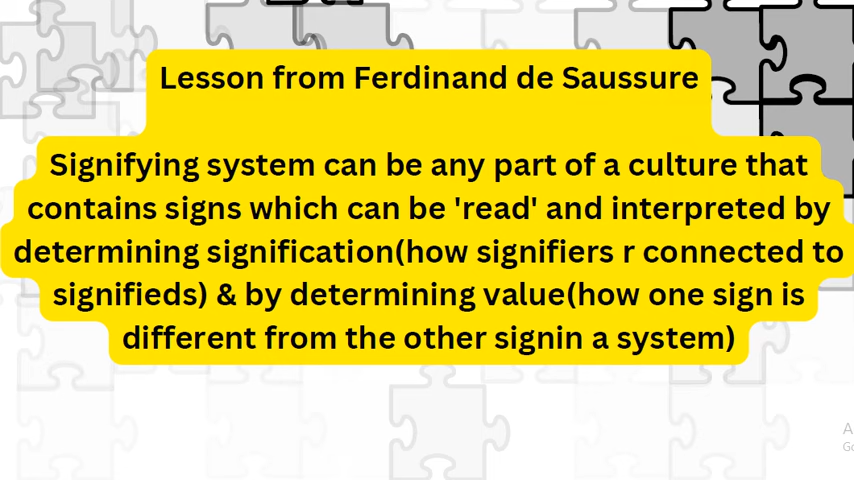 Lesson from Ferdinand de Saussure
Signifying system can be any part of a culture that
contains signs which can be 'read' and interpreted by
determining signification(how signifiers r connected to
signifieds) & by determining value(how one sign is
different from the other signin a system)